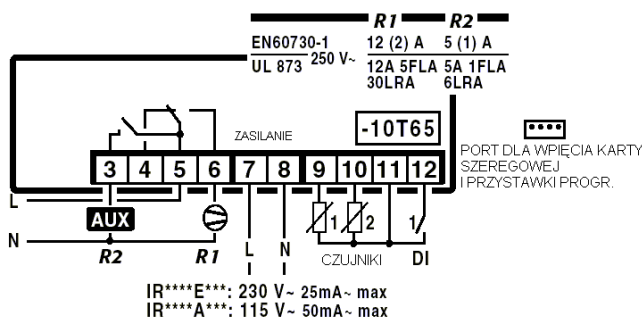 R1 R2
EN60730-1 12 (2) A 5 (1) A
UL 873 250 V~ 12A 5FLA 5A 1FLA
30LRA 6LRA
ZASILANIE
-10T65
PORT DLA WPIĘCIA KARTY
SZEREGOWEJ
I PRZYSTAWKI PROGR.
3 4 5 6 7 8 9 10 11 12
L
AUX
1 2 1
N
R2 R1 L N CZUJNIKI DI
IR****E***: 230 V~ 25mA~ max
IR****A***: 115 V~ 50mA~ max